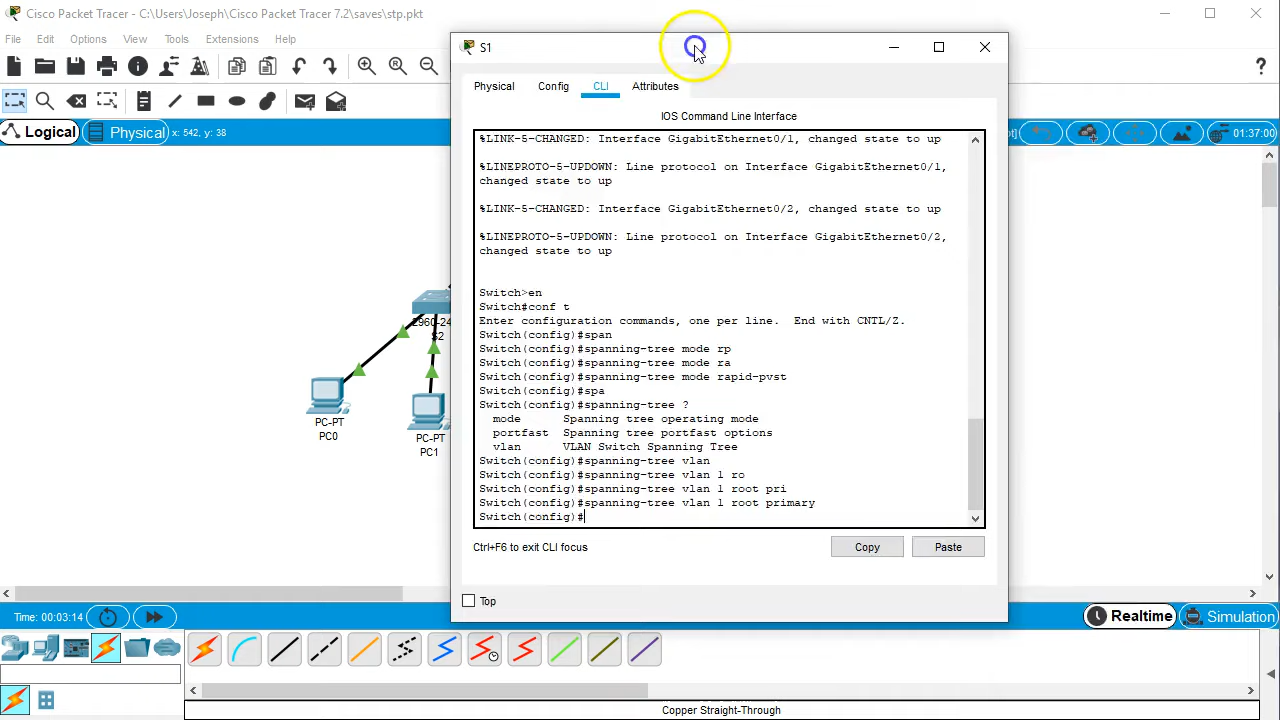 Cisco Packet Tracer - C:\Users\Joseph\Cisco Packet Tracer 7.2\saves\stp.pkt
File Edit Options View Tools Extensions Help
Logical Physical x: 542, y: 38
01:37:00
2960-24
S2
PC-PT
PC0
PC-PT
PC1
S1
Physical Config CLI Attributes
IOS Command Line Interface
%LINK-5-CHANGED: Interface GigabitEthernet0/1, changed state to up
%LINEPROTO-5-UPDOWN: Line protocol on Interface GigabitEthernet0/1,
changed state to up
%LINK-5-CHANGED: Interface GigabitEthernet0/2, changed state to up
%LINEPROTO-5-UPDOWN: Line protocol on Interface GigabitEthernet0/2,
changed state to up
Switch>en
Switch#conf t
Enter configuration commands, one per line.  End with CNTL/Z.
Switch(config)#span
Switch(config)#spanning-tree mode rp
Switch(config)#spanning-tree mode ra
Switch(config)#spanning-tree mode rapid-pvst
Switch(config)#spa
Switch(config)#spanning-tree ?
mode      Spanning tree operating mode
portfast  Spanning tree portfast options
vlan      VLAN Switch Spanning Tree
Switch(config)#spanning-tree vlan
Switch(config)#spanning-tree vlan 1 ro
Switch(config)#spanning-tree vlan 1 root pri
Switch(config)#spanning-tree vlan 1 root primary
Switch(config)#
Ctrl+F6 to exit CLI focus
Copy Paste
Top
Time: 00:03:14
Realtime Simulation
Copper Straight-Through